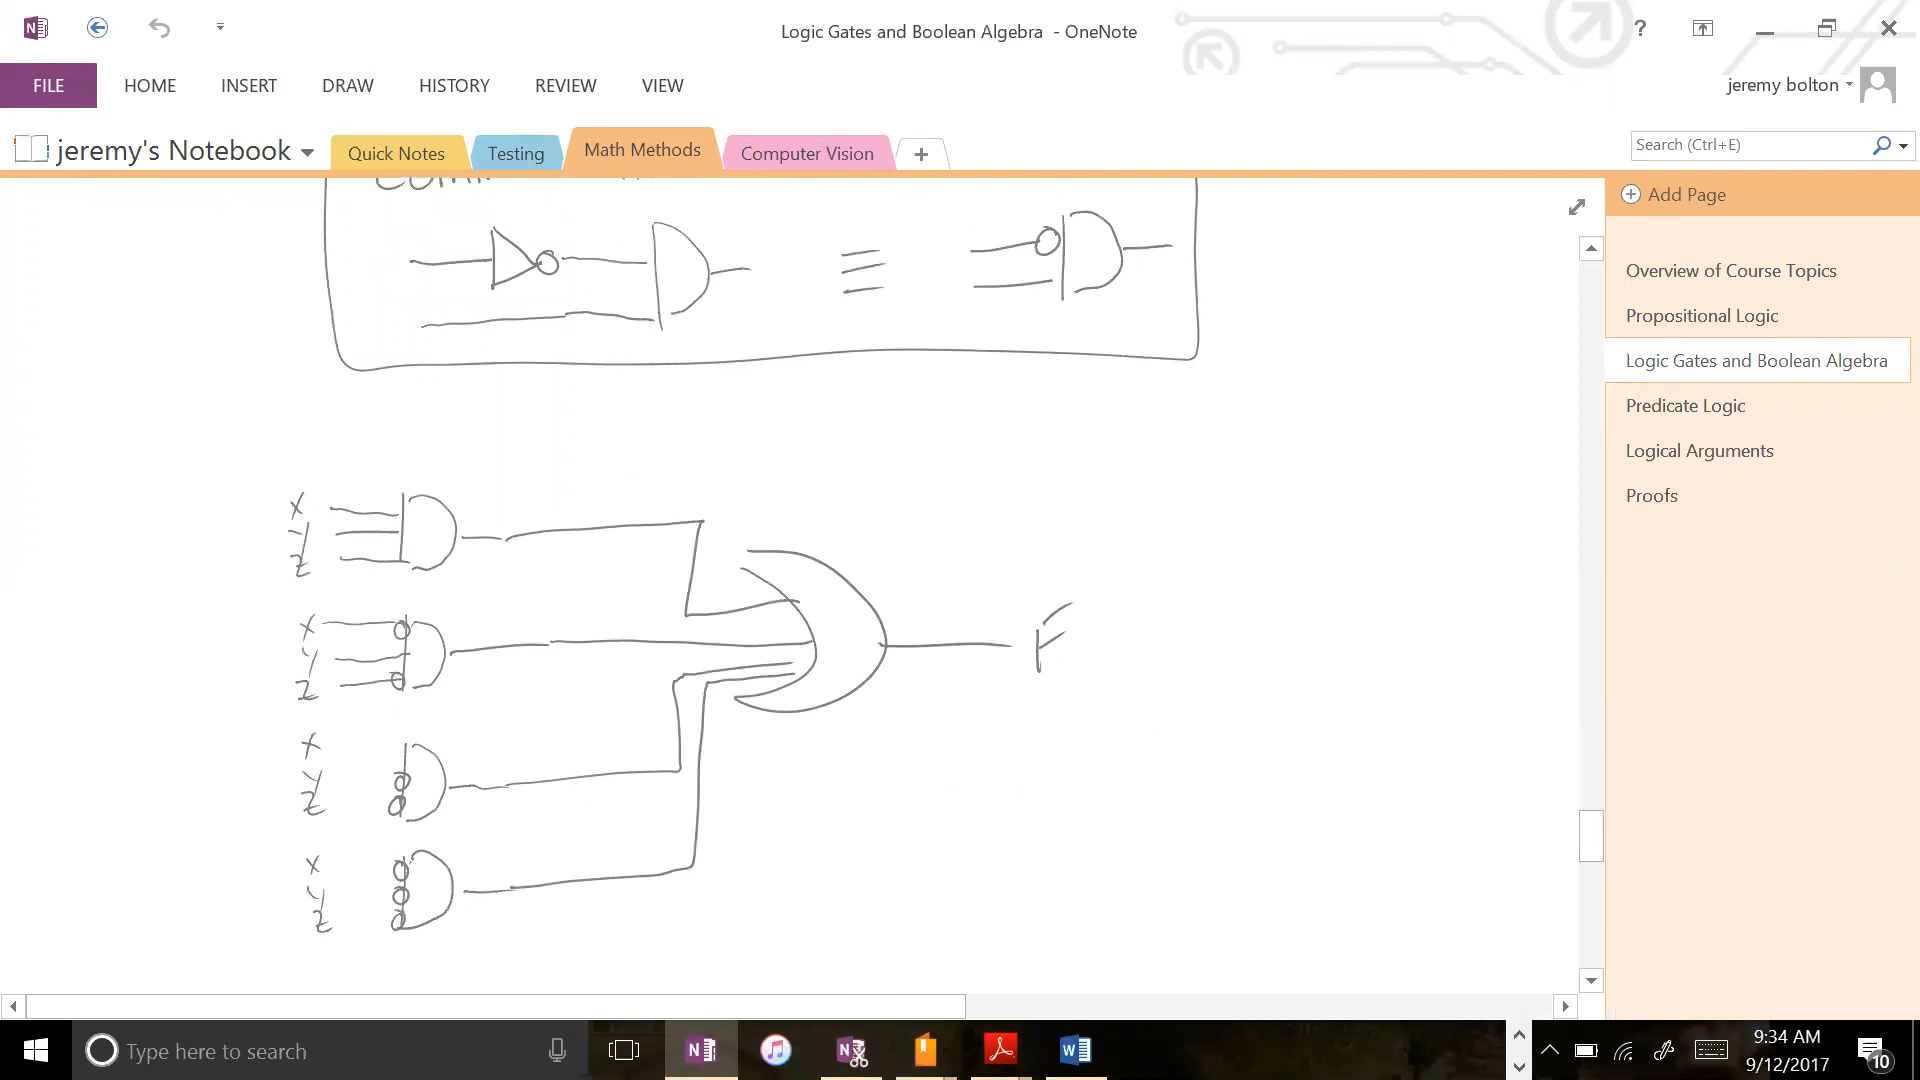 Logic Gates and Boolean Algebra - OneNote
?
FILE HOME INSERT DRAW HISTORY REVIEW VIEW
jeremy bolton
jeremy's Notebook Quick Notes Testing Math Methods Computer Vision +
Search (Ctrl+E)
Add Page
Overview of Course Topics
Propositional Logic
Logic Gates and Boolean Algebra
Predicate Logic
Logical Arguments
Proofs
≡
X
Y
Z
X
Y
Z
F
X
Y
Z
X
Y
Z
Type here to search
9:34 AM
9/12/2017
10